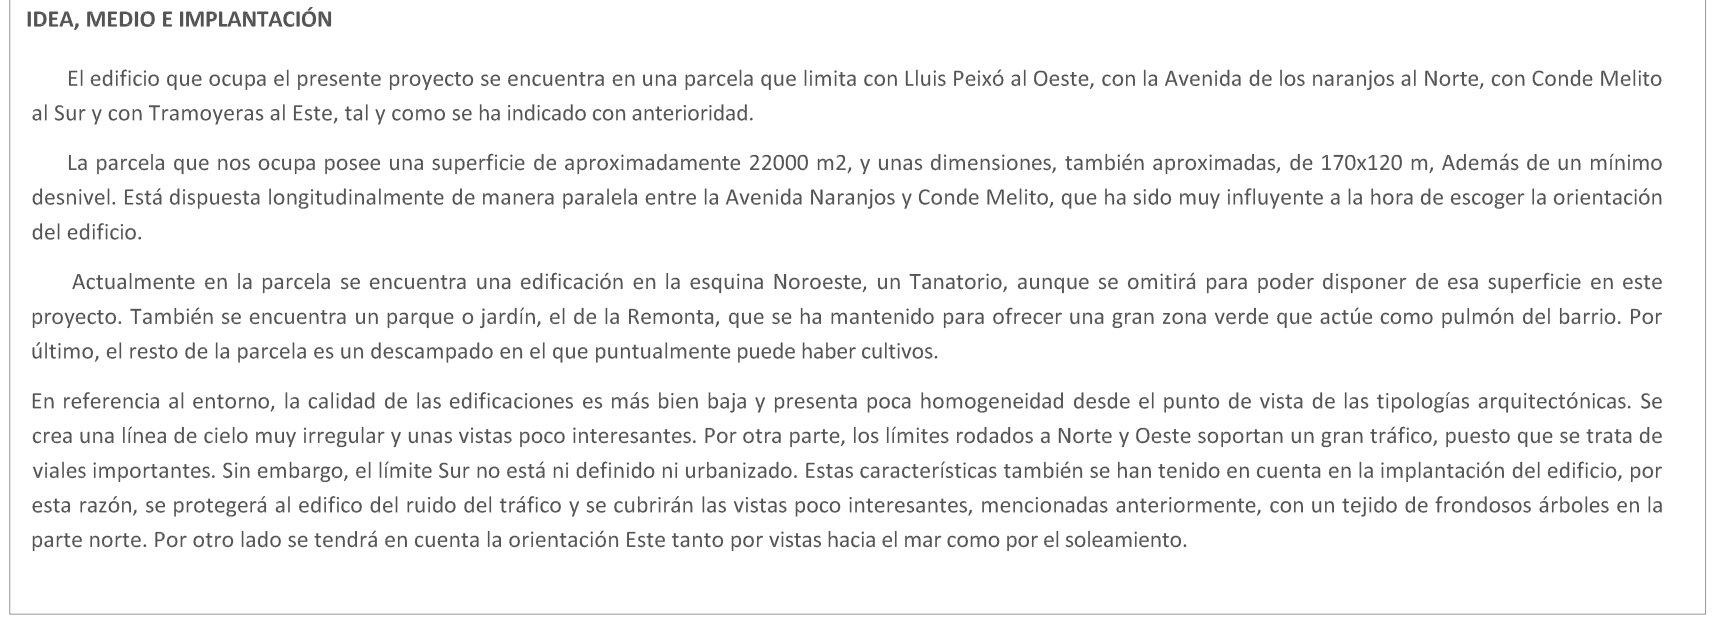 IDEA, MEDIO E IMPLANTACIÓN
El edificio que ocupa el presente proyecto se encuentra en una parcela que limita con Lluis Peixó al Oeste, con la Avenida de los naranjos al Norte, con Conde Melito
al Sur y con Tramoyeras al Este, tal y como se ha indicado con anterioridad.
La parcela que nos ocupa posee una superficie de aproximadamente 22000 m2, y unas dimensiones, también aproximadas, de 170x120 m, Además de un mínimo
desnivel. Está dispuesta longitudinalmente de manera paralela entre la Avenida Naranjos y Conde Melito, que ha sido muy influyente a la hora de escoger la orientación
del edificio.
Actualmente en la parcela se encuentra una edificación en la esquina Noroeste, un Tanatorio, aunque se omitirá para poder disponer de esa superficie en este
proyecto. También se encuentra un parque o jardín, el de la Remonta, que se ha mantenido para ofrecer una gran zona verde que actúe como pulmón del barrio. Por
último, el resto de la parcela es un descampado en el que puntualmente puede haber cultivos.
En referencia al entorno, la calidad de las edificaciones es más bien baja y presenta poca homogeneidad desde el punto de vista de las tipologías arquitectónicas. Se
crea una línea de cielo muy irregular y unas vistas poco interesantes. Por otra parte, los límites rodados a Norte y Oeste soportan un gran tráfico, puesto que se trata de
viales importantes. Sin embargo, el límite Sur no está ni definido ni urbanizado. Estas características también se han tenido en cuenta en la implantación del edificio, por
esta razón, se protegerá al edifico del ruido del tráfico y se cubrirán las vistas poco interesantes, mencionadas anteriormente, con un tejido de frondosos árboles en la
parte norte. Por otro lado se tendrá en cuenta la orientación Este tanto por vistas hacia el mar como por el soleamiento.